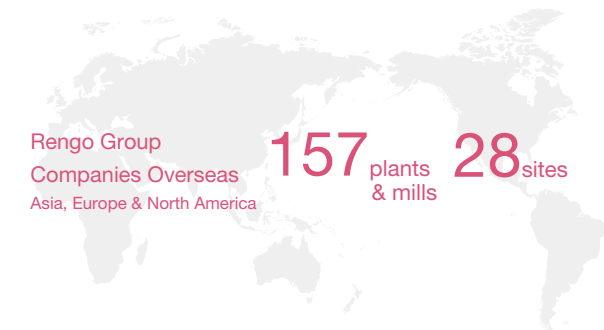 Rengo Group
Companies Overseas
Asia, Europe & North America
157 plants
& mills
28 sites